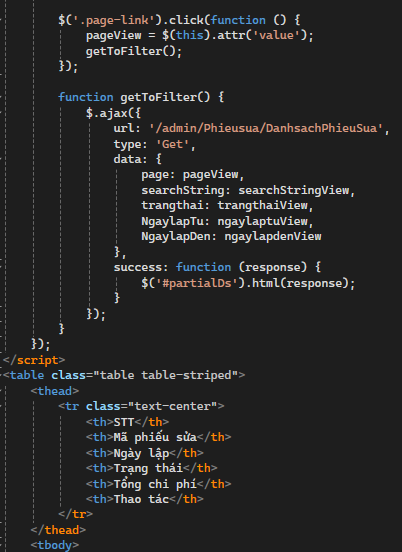 $('.page-link').click(function () {
pageView = $(this).attr('value');
getToFilter();
});
function getToFilter() {
$.ajax({
url: '/admin/Phieusua/DanhsachPhieuSua',
type: 'Get',
data: {
page: pageView,
searchString: searchStringView,
trangthai: trangthaiView,
NgaylapTu: ngaylaptuView,
NgaylapDen: ngaylapdenView
},
success: function (response) {
$('#partialDs').html(response);
}
});
}
});
</script>
<table class="table table-striped">
<thead>
<tr class="text-center">
<th>STT</th>
<th>Mã phiếu sửa</th>
<th>Ngày lập</th>
<th>Trạng thái</th>
<th>Tổng chi phí</th>
<th>Thao tác</th>
</tr>
</thead>
<tbody>